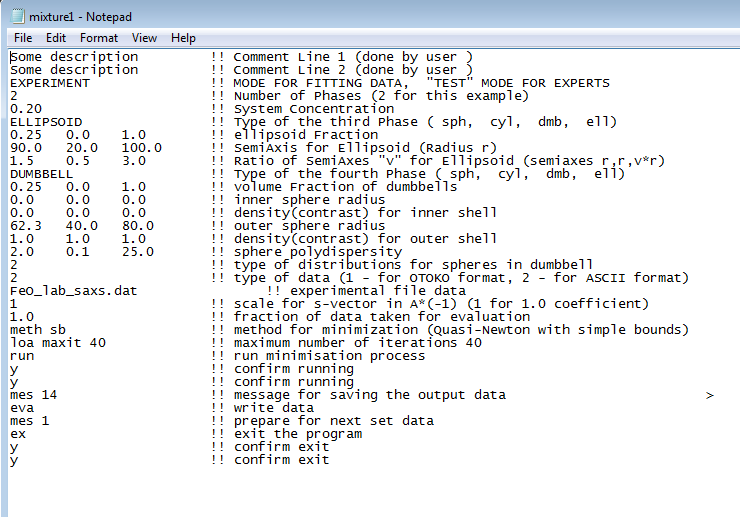 mixture1 - Notepad
File Edit Format View Help
Some description !! Comment Line 1 (done by user )
Some description !! Comment Line 2 (done by user )
EXPERIMENT !! MODE FOR FITTING DATA, "TEST" MODE FOR EXPERTS
2 !! Number of Phases (2 for this example)
0.20 !! System Concentration
ELLIPSOID !! Type of the third Phase ( sph, cyl, dmb, ell)
0.25 0.0 1.0 !! ellipsoid Fraction
90.0 20.0 100.0 !! SemiAxis for Ellipsoid (Radius r)
1.5 0.5 3.0 !! Ratio of SemiAxes "v" for Ellipsoid (semiaxes r,r,v*r)
DUMBBELL !! Type of the fourth Phase ( sph, cyl, dmb, ell)
0.25 0.0 1.0 !! volume Fraction of dumbbells
0.0 0.0 0.0 !! inner sphere radius
0.0 0.0 0.0 !! density(contrast) for inner shell
62.3 40.0 80.0 !! outer sphere radius
1.0 1.0 1.0 !! density(contrast) for outer shell
2.0 0.1 25.0 !! sphere polydispersity
2 !! type of distributions for spheres in dumbbell
2 !! type of data (1 - for OTOKO format, 2 - for ASCII format)
FeO_lab_saxs.dat !! experimental file data
1 !! scale for s-vector in A*(-1) (1 for 1.0 coefficient)
1.0 !! fraction of data taken for evaluation
meth sb !! method for minimization (Quasi-Newton with simple bounds)
loa maxit 40 !! maximum number of iterations 40
run !! run minimisation process
y !! confirm running
y !! confirm running
mes 14 !! message for saving the output data >
eva !! write data
mes 1 !! prepare for next set data
ex !! exit the program
y !! confirm exit
y !! confirm exit